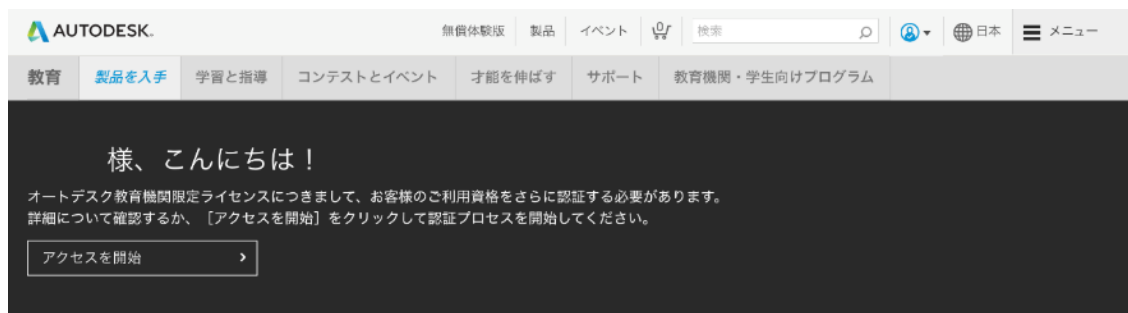 AUTODESK.
無償体験版 製品 イベント 0 検索 日本 メニュー
教育 製品を入手 学習と指導 コンテストとイベント 才能を伸ばす サポート 教育機関・学生向けプログラム
様、こんにちは！
オートデスク教育機関限定ライセンスにつきまして、お客様のご利用資格をさらに認証する必要があります。
詳細について確認するか、［アクセスを開始］をクリックして認証プロセスを開始してください。
アクセスを開始